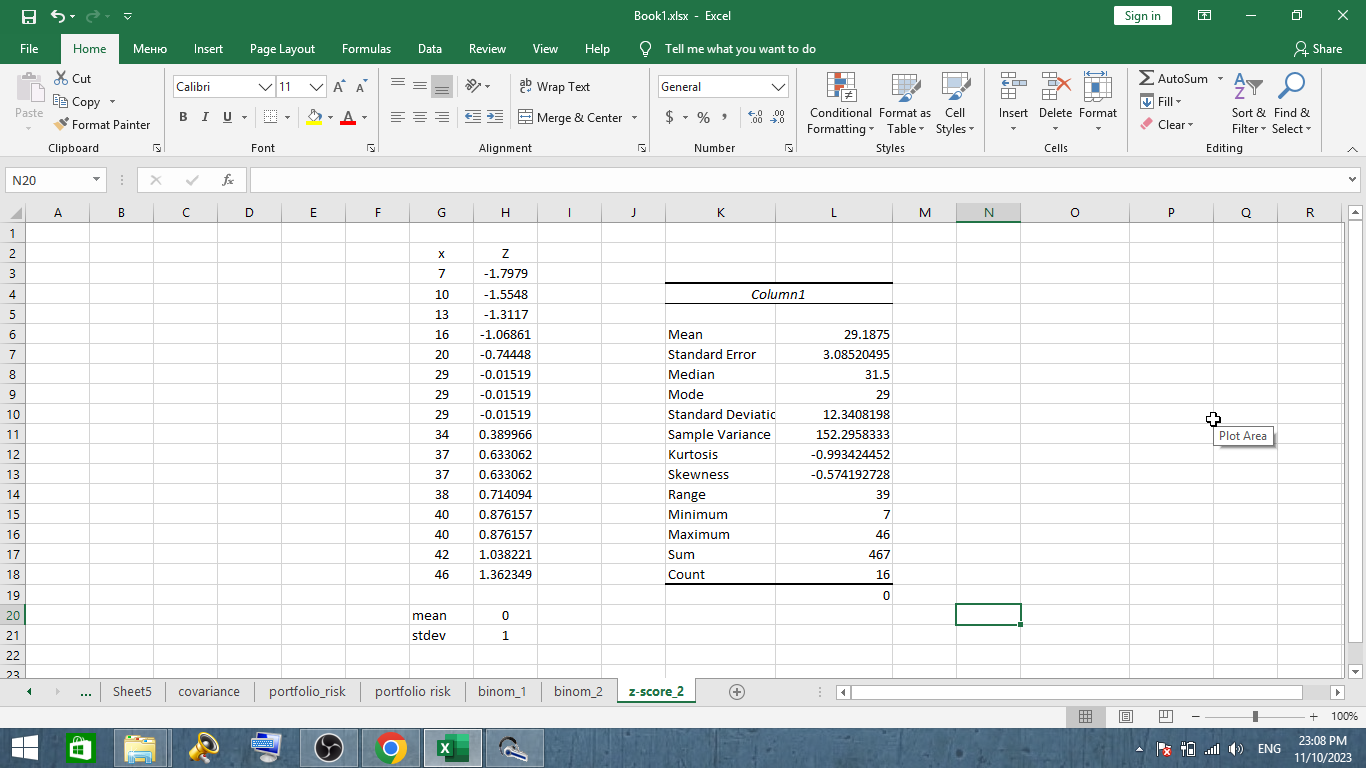 Book1.xlsx - Excel
Sign in
File Home Меню Insert Page Layout Formulas Data Review View Help Tell me what you want to do Share
Paste
Cut
Copy
Format Painter
Clipboard
Calibri 11
B I U
Font
Wrap Text
Merge & Center
Alignment
General
$ % ,
Number
Conditional Formatting
Format as Table
Cell Styles
Styles
Insert
Delete
Format
Cells
AutoSum
Fill
Clear
Sort & Filter
Find & Select
Editing
N20 fx
A B C D E F G H I J K L M N O P Q R
1
2 x Z
3 7 -1.7979
4 10 -1.5548 Column1
5 13 -1.3117
6 16 -1.06861 Mean 29.1875
7 20 -0.74448 Standard Error 3.08520495
8 29 -0.01519 Median 31.5
9 29 -0.01519 Mode 29
10 29 -0.01519 Standard Deviatic 12.3408198
11 34 0.389966 Sample Variance 152.2958333
12 37 0.633062 Kurtosis -0.993424452
13 37 0.633062 Skewness -0.574192728
14 38 0.714094 Range 39
15 40 0.876157 Minimum 7
16 40 0.876157 Maximum 46
17 42 1.038221 Sum 467
18 46 1.362349 Count 16
19 0
20 mean 0
21 stdev 1
22
23
Plot Area
... Sheet5 covariance portfolio_risk portfolio risk binom_1 binom_2 z-score_2
100%
ENG
23:08 PM
11/10/2023